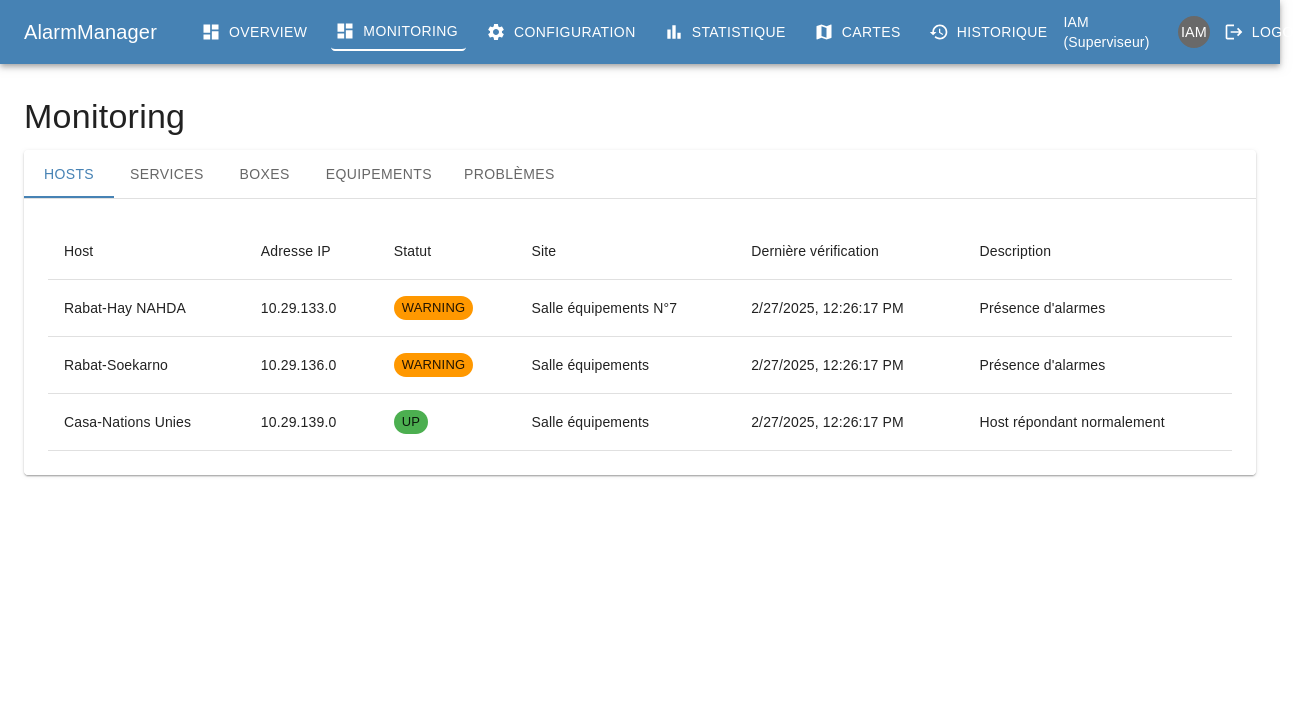 AlarmManager OVERVIEW MONITORING CONFIGURATION STATISTIQUE CARTES HISTORIQUE IAM (Superviseur) IAM
Monitoring
HOSTS SERVICES BOXES EQUIPEMENTS PROBLÈMES
Host Adresse IP Statut Site Dernière vérification Description
Rabat-Hay NAHDA 10.29.133.0 WARNING Salle équipements N°7 2/27/2025, 12:26:17 PM Présence d'alarmes
Rabat-Soekarno 10.29.136.0 WARNING Salle équipements 2/27/2025, 12:26:17 PM Présence d'alarmes
Casa-Nations Unies 10.29.139.0 UP Salle équipements 2/27/2025, 12:26:17 PM Host répondant normalement